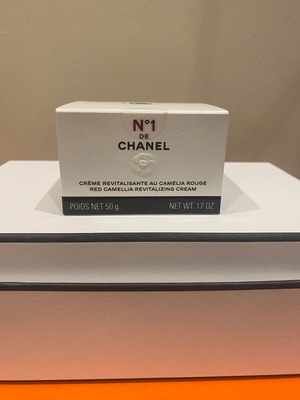 N°1
DE
CHANEL
CRÈME REVITALISANTE AU CAMÉLIA ROUGE
RED CAMELLIA REVITALIZING CREAM
POIDS NET 50 g NET WT. 1.7 OZ.